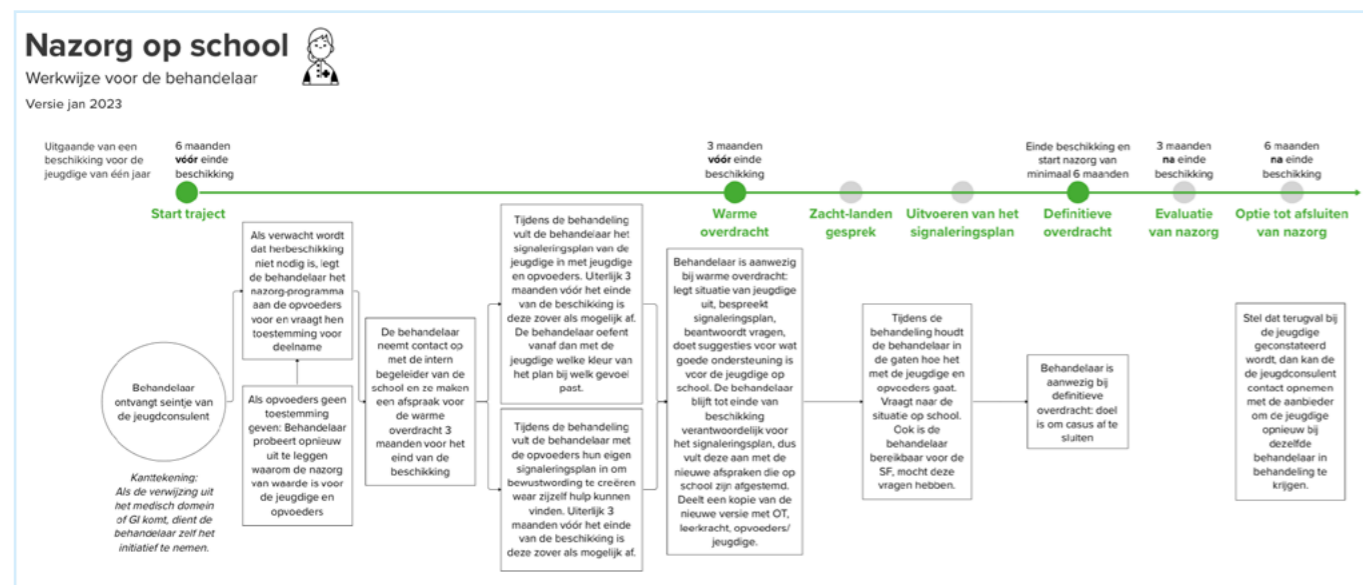 Nazorg op school
Werkwijze voor de behandelaar
Versie jan 2023
Uitgaande van een
beschikking voor de
jeugdige van één jaar
6 maanden
vóór einde
beschikking
Start traject
3 maanden
vóór einde
beschikking
Warme
overdracht
Zacht-landen
gesprek
Uitvoeren van het
signaleringsplan
Einde beschikking en
start nazorg van
minimaal 6 maanden
Definitieve
overdracht
3 maanden
na einde
beschikking
Evaluatie
van nazorg
6 maanden
na einde
beschikking
Optie tot afsluiten
van nazorg
Behandelaar
ontvangt seintje van
de jeugdconsulent
Kanttekening:
Als de verwijzing uit
het medisch domein
of GI komt, dient de
behandelaar zelf het
initiatief te nemen.
Als verwacht wordt
dat herbeschikking
niet nodig is, legt
de behandelaar het
nazorg-programma
aan de opvoeders
voor en vraagt hen
toestemming voor
deelname
Als opvoeders geen
toestemming
geven: Behandelaar
probeert opnieuw
uit te leggen
waarom de nazorg
van waarde is voor
de jeugdige en
opvoeders
De behandelaar
neemt contact op
met de intern
begeleider van de
school en ze maken
een afspraak voor
de warme
overdracht 3
maanden voor het
eind van de
beschikking
Tijdens de behandeling
vult de behandelaar het
signaleringsplan van de
jeugdige in met jeugdige
en opvoeders. Uiterlijk 3
maanden vóór het einde
van de beschikking is
deze zover als mogelijk af.
De behandelaar oefent
vanaf dan met de
jeugdige welke kleur van
het plan bij welk gevoel
past.
Tijdens de behandeling
vult de behandelaar met
de opvoeders hun eigen
signaleringsplan in om
bewustwording te creëren
waar zijzelf hulp kunnen
vinden. Uiterlijk 3
maanden vóór het einde
van de beschikking is
deze zover als mogelijk af.
Behandelaar is aanwezig
bij warme overdracht:
legt situatie van jeugdige
uit, bespreekt
signaleringsplan,
beantwoordt vragen,
doet suggesties voor wat
goede ondersteuning is
voor de jeugdige op
school. De behandelaar
blijft tot einde van
beschikking
verantwoordelijk voor
het signaleringsplan, dus
vult deze aan met de
nieuwe afspraken die op
school zijn afgestemd.
Deelt een kopie van de
nieuwe versie met OT,
leerkracht, opvoeders/
jeugdige.
Tijdens de
behandeling houdt
de behandelaar in
de gaten hoe het
met de jeugdige en
opvoeders gaat.
Vraagt naar de
situatie op school.
Ook is de
behandelaar
bereikbaar voor de
SF, mocht deze
vragen hebben.
Behandelaar is
aanwezig bij
definitieve
overdracht: doel
is om casus af te
sluiten
Stel dat terugval bij
de jeugdige
geconstateerd
wordt, dan kan de
de jeugdconsulent
contact opnemen
met de aanbieder
om de jeugdige
opnieuw bij
dezelfde
behandelaar in
behandeling te
krijgen.